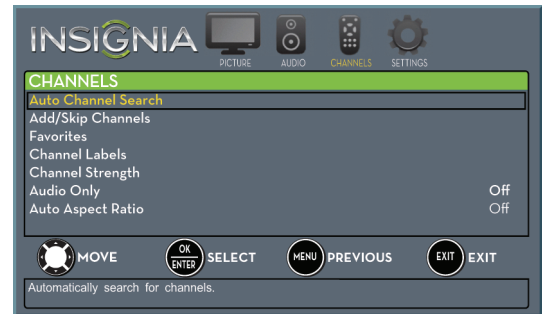 INSIGNIA
PICTURE AUDIO CHANNELS SETTINGS
CHANNELS
Auto Channel Search
Add/Skip Channels
Favorites
Channel Labels
Channel Strength
Audio Only Off
Auto Aspect Ratio Off
MOVE OK ENTER SELECT MENU PREVIOUS EXIT EXIT
Automatically search for channels.